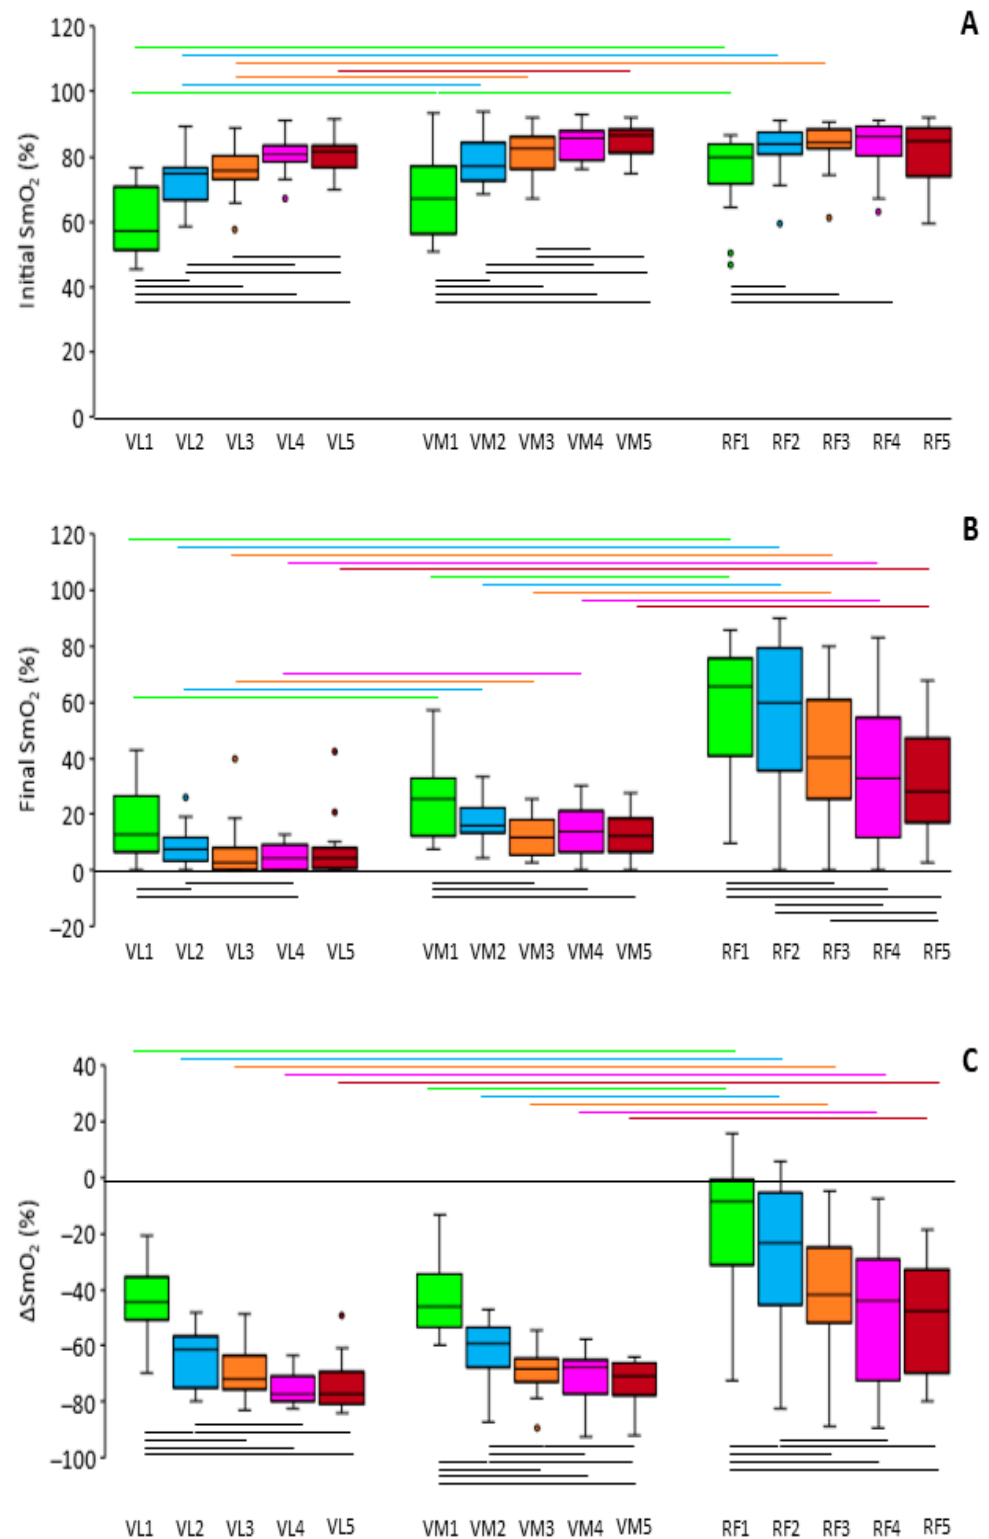 A
Initial SmO₂ (%)
120
100
80
60
40
20
0
VL1 VL2 VL3 VL4 VL5 VM1 VM2 VM3 VM4 VM5 RF1 RF2 RF3 RF4 RF5
B
Final SmO₂ (%)
120
100
80
60
40
20
0
−20
VL1 VL2 VL3 VL4 VL5 VM1 VM2 VM3 VM4 VM5 RF1 RF2 RF3 RF4 RF5
C
ΔSmO₂ (%)
40
20
0
−20
−40
−60
−80
−100
VL1 VL2 VL3 VL4 VL5 VM1 VM2 VM3 VM4 VM5 RF1 RF2 RF3 RF4 RF5